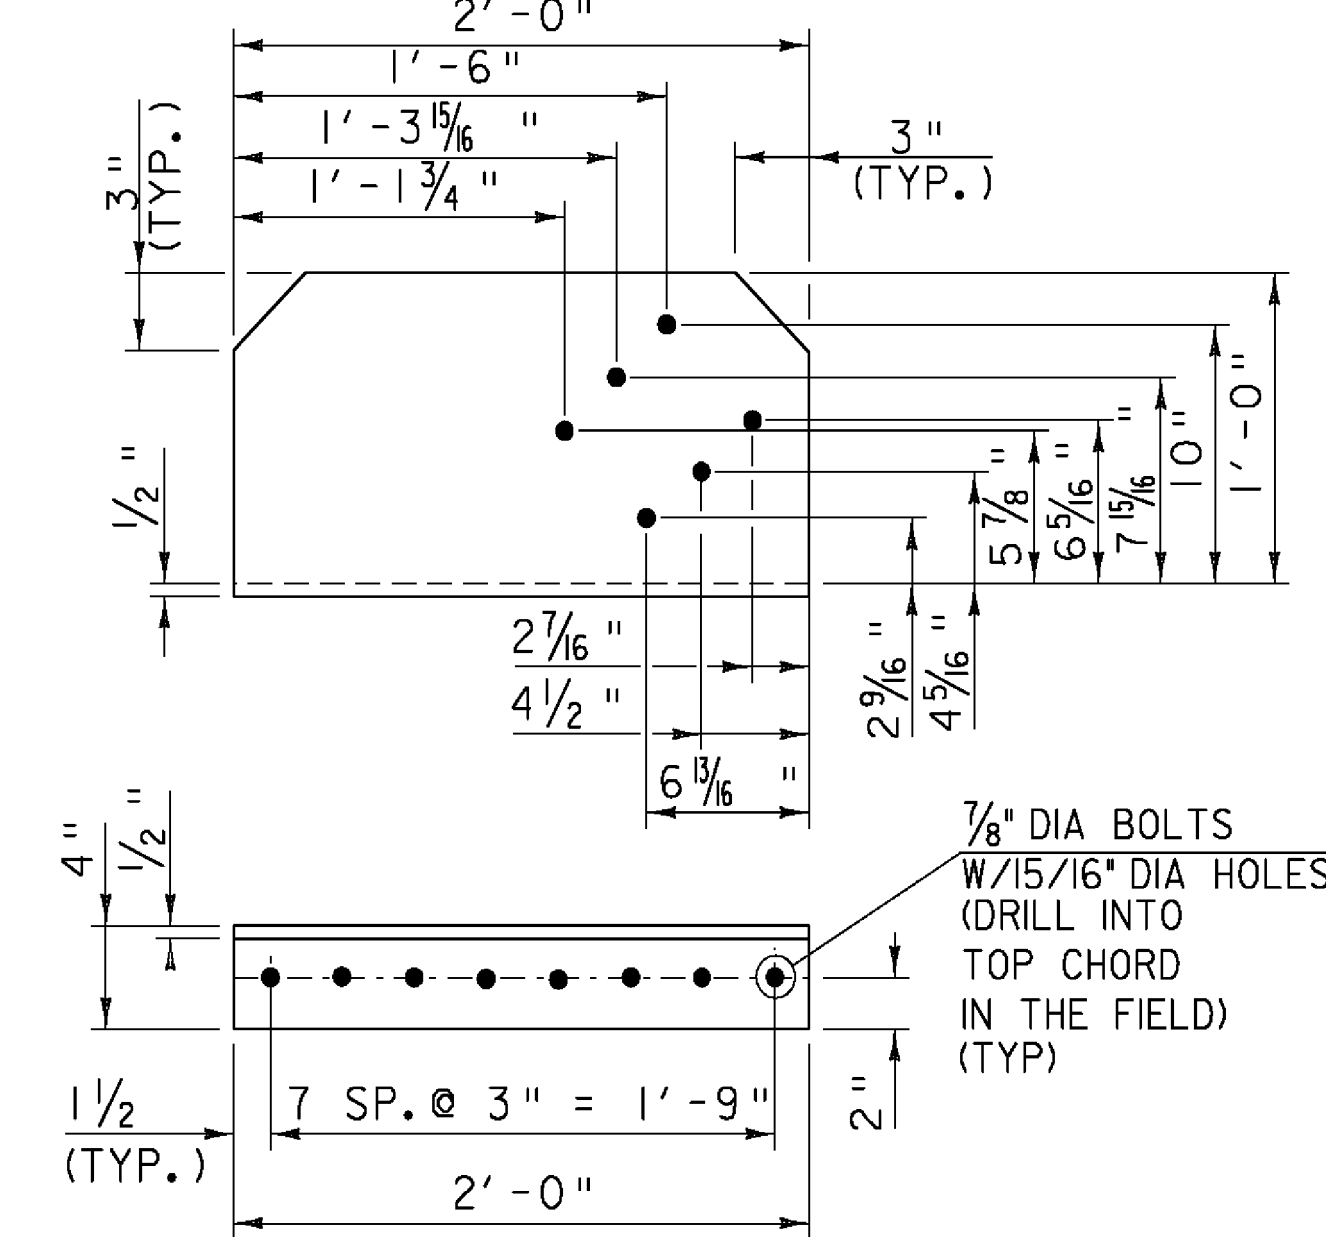 2'-0"
1'-6"
1'-3 15/16"
1'-1 3/4"
3"
(TYP.)
3"
(TYP.)
1/2"
5 7/8"
6 5/16"
7 15/16"
10"
1'-0"
2 7/16"
4 1/2"
6 13/16"
2 9/16"
4 5/16"
4"
1/2"
7/8" DIA BOLTS
W/15/16" DIA HOLES
(DRILL INTO
TOP CHORD
IN THE FIELD)
(TYP)
1 1/2
(TYP.)
7 SP.@ 3" = 1'-9"
2"
2'-0"